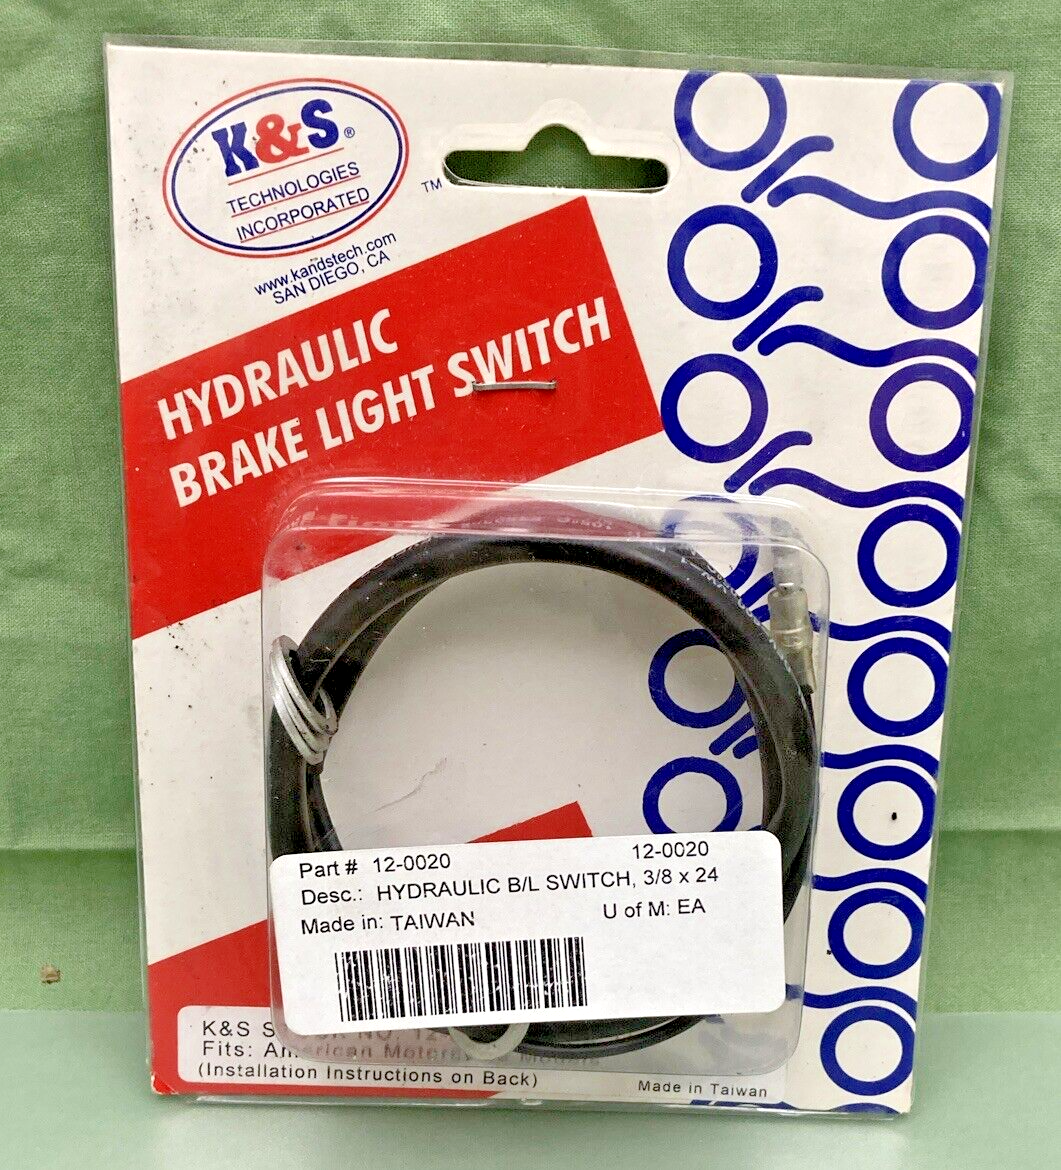 K&S®
TECHNOLOGIES
INCORPORATED
TM
www.kandstech.com
SAN DIEGO, CA
HYDRAULIC
BRAKE LIGHT SWITCH
Part # 12-0020 12-0020
Desc.: HYDRAULIC B/L SWITCH, 3/8 x 24
Made in: TAIWAN U of M: EA
K&S
Fits: American
(Installation Instructions on Back)
Made in Taiwan